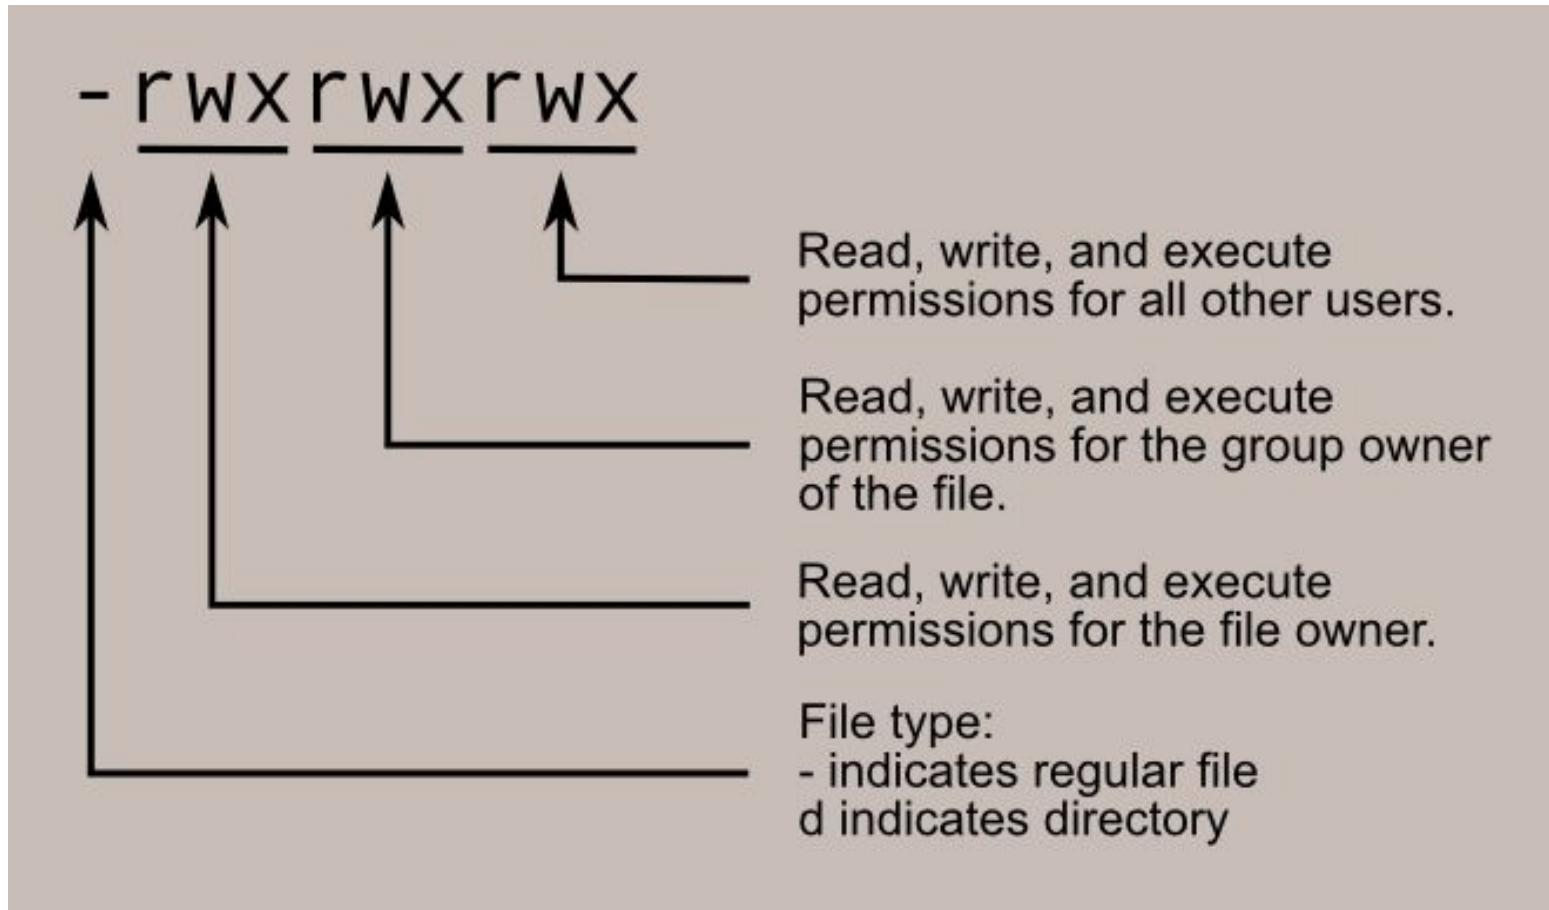 -rwxrwxrwx
Read, write, and execute
permissions for all other users.
Read, write, and execute
permissions for the group owner
of the file.
Read, write, and execute
permissions for the file owner.
File type:
- indicates regular file
d indicates directory